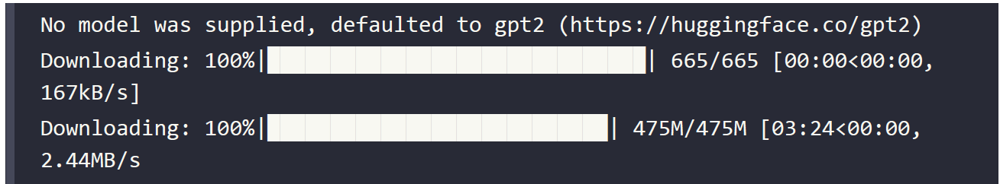 No model was supplied, defaulted to gpt2 (https://huggingface.co/gpt2)
Downloading: 100%|██████████████████████████████| 665/665 [00:00<00:00,
167kB/s]
Downloading: 100%|███████████████████████████| 475M/475M [03:24<00:00,
2.44MB/s